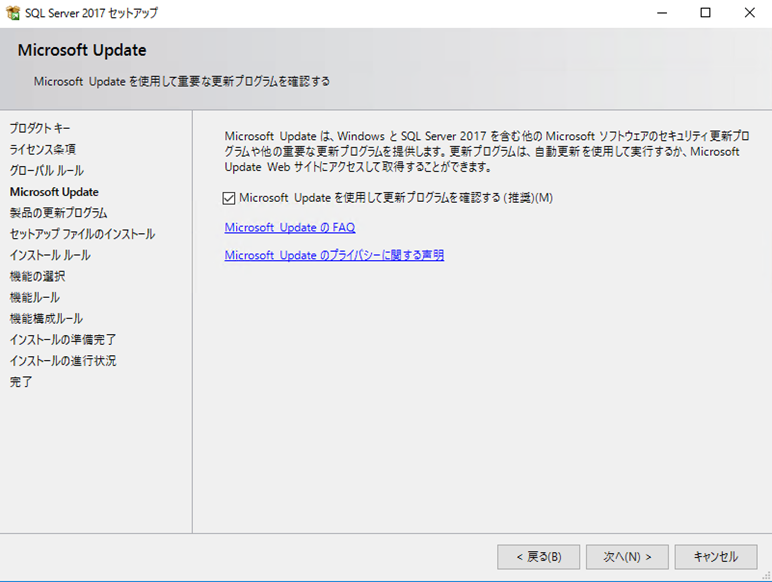 SQL Server 2017 セットアップ
Microsoft Update
Microsoft Update を使用して重要な更新プログラムを確認する
プロダクト キー
ライセンス条項
グローバル ルール
Microsoft Update
製品の更新プログラム
セットアップ ファイルのインストール
インストール ルール
機能の選択
機能ルール
機能構成ルール
インストールの準備完了
インストールの進行状況
完了
Microsoft Update は、Windows と SQL Server 2017 を含む他の Microsoft ソフトウェアのセキュリティ更新プロ
グラムや他の重要な更新プログラムを提供します。更新プログラムは、自動更新を使用して実行するか、Microsoft
Update Web サイトにアクセスして取得することができます。
Microsoft Update を使用して更新プログラムを確認する (推奨)(M)
Microsoft Update の FAQ
Microsoft Update のプライバシーに関する声明
< 戻る(B)
次へ(N) >
キャンセル